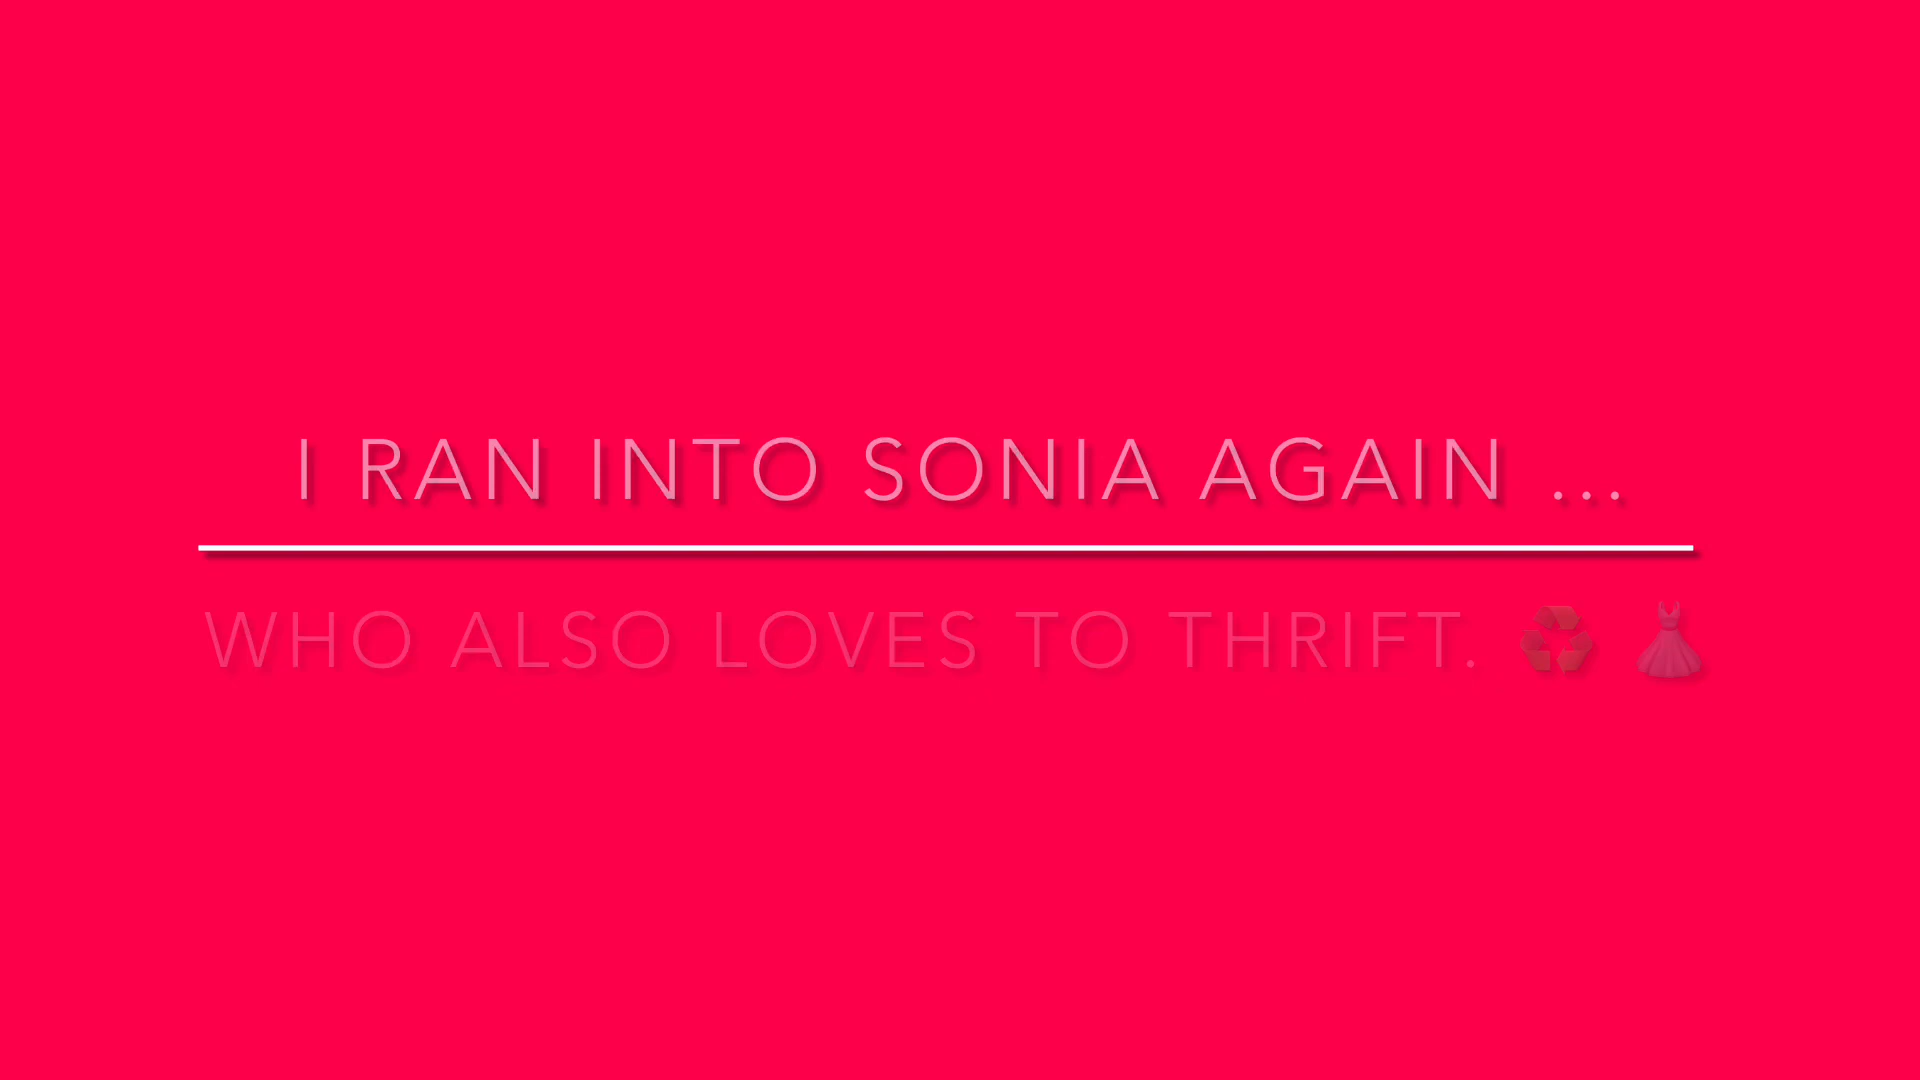 I RAN INTO SONIA AGAIN ...
WHO ALSO LOVES TO THRIFT. ♻️ 👗